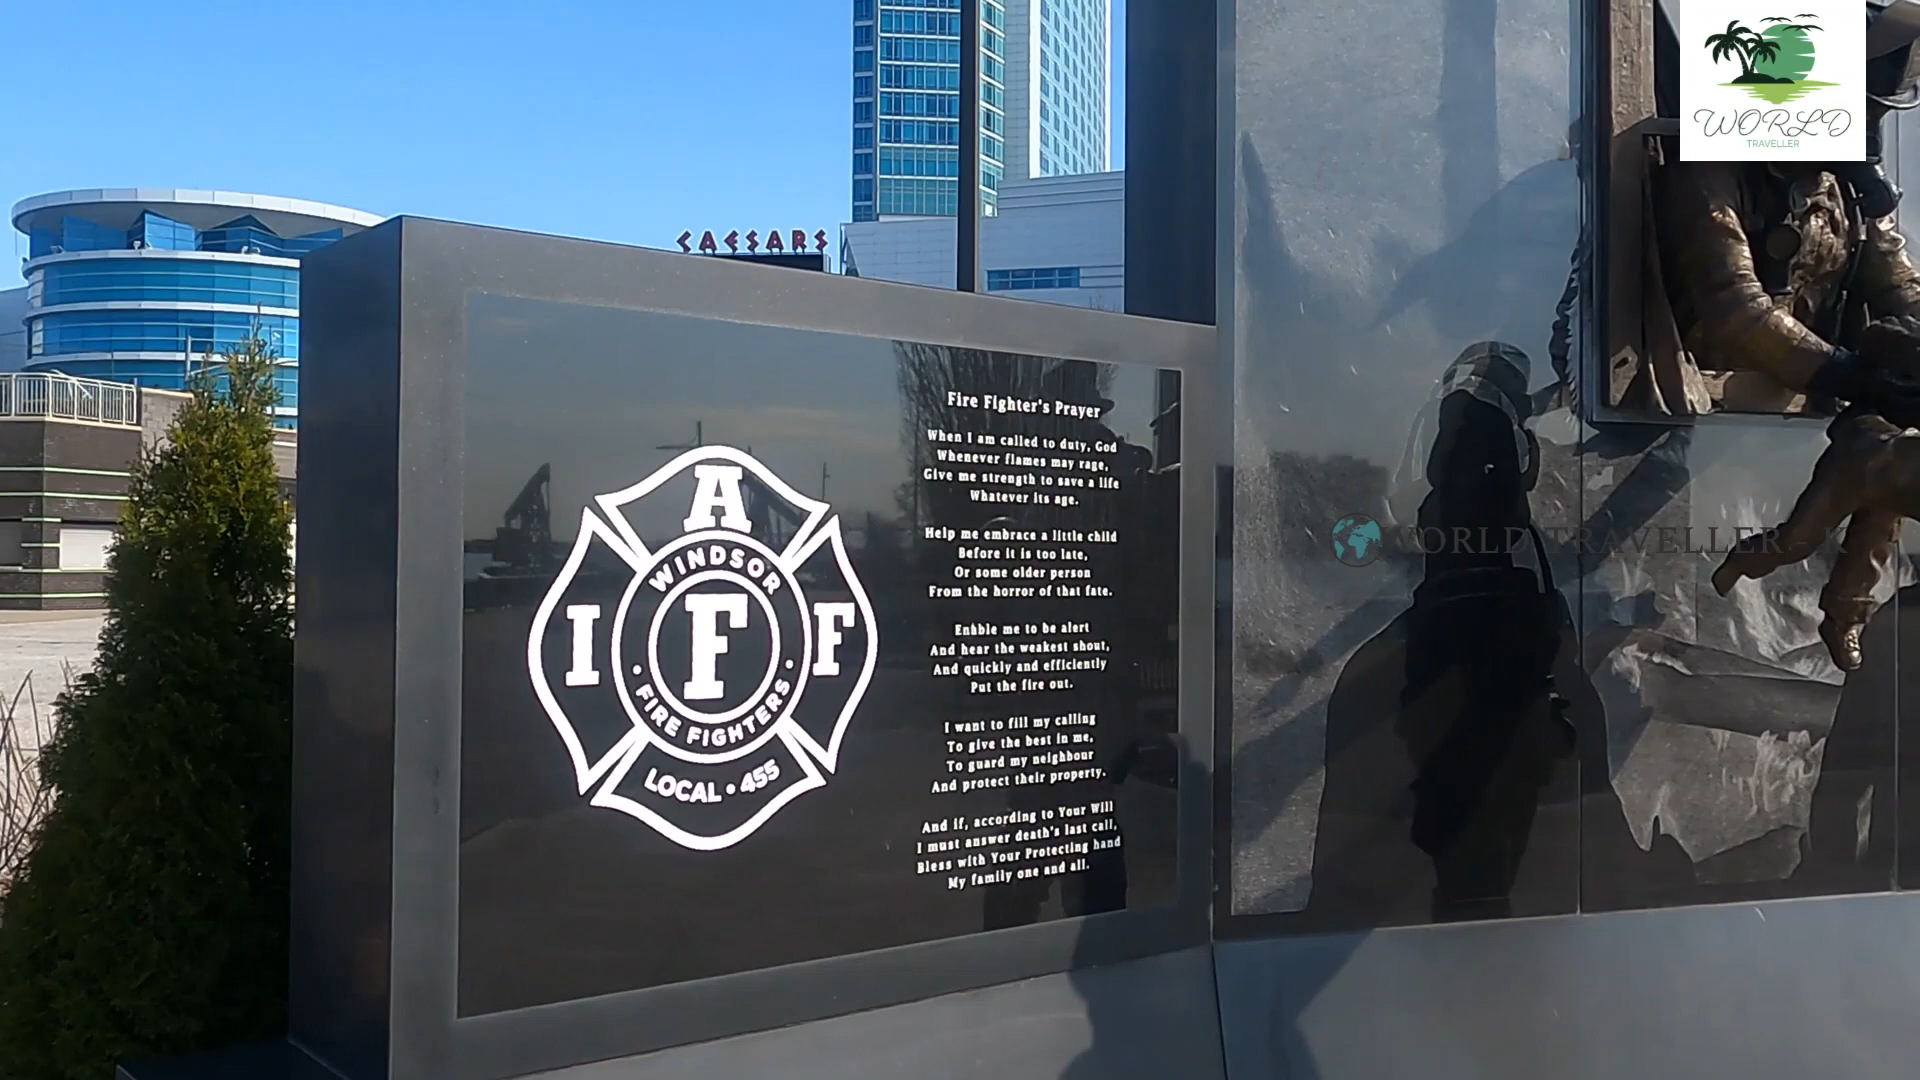 WORLD
TRAVELLER
CAESARS
A
WINDSOR
I F F
FIRE FIGHTERS
LOCAL • 455
Fire Fighter's Prayer
When I am called to duty, God
Whenever flames may rage,
Give me strength to save a life
Whatever its age.
Help me embrace a little child
Before it is too late,
Or some older person
From the horror of that fate.
Enable me to be alert
And hear the weakest shout,
And quickly and efficiently
Put the fire out.
I want to fill my calling
To give the best in me,
To guard my neighbour
And protect their property.
And if, according to Your Will
I must answer death's last call,
Bless with Your Protecting hand
My family one and all.
WORLD TRAVELLER - K